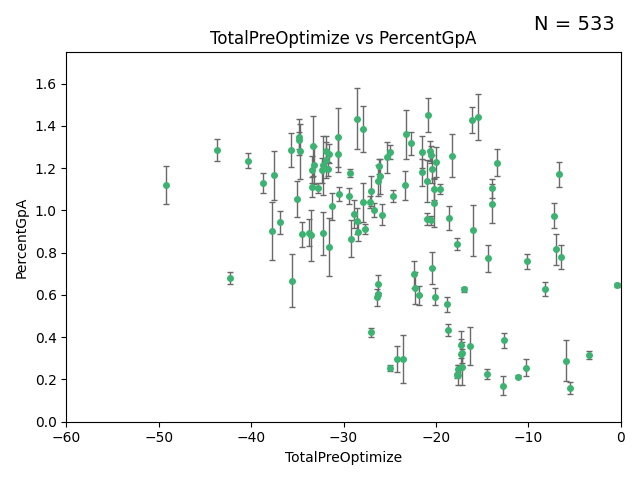 N = 533
TotalPreOptimize vs PercentGpA
PercentGpA
1.6
1.4
1.2
1.0
0.8
0.6
0.4
0.2
0.0
−60 −50 −40 −30 −20 −10 0
TotalPreOptimize